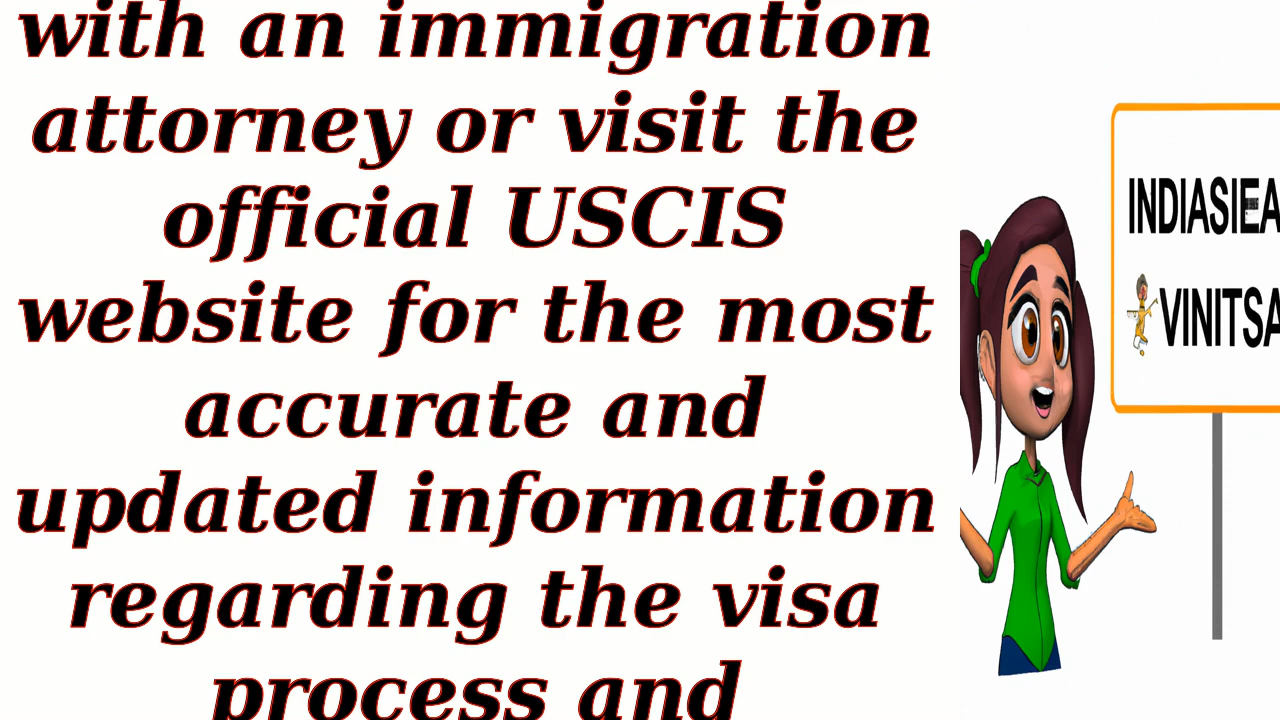 with an immigration
attorney or visit the
official USCIS
website for the most
accurate and
updated information
regarding the visa
process and
INDIASIEA
VINITSA